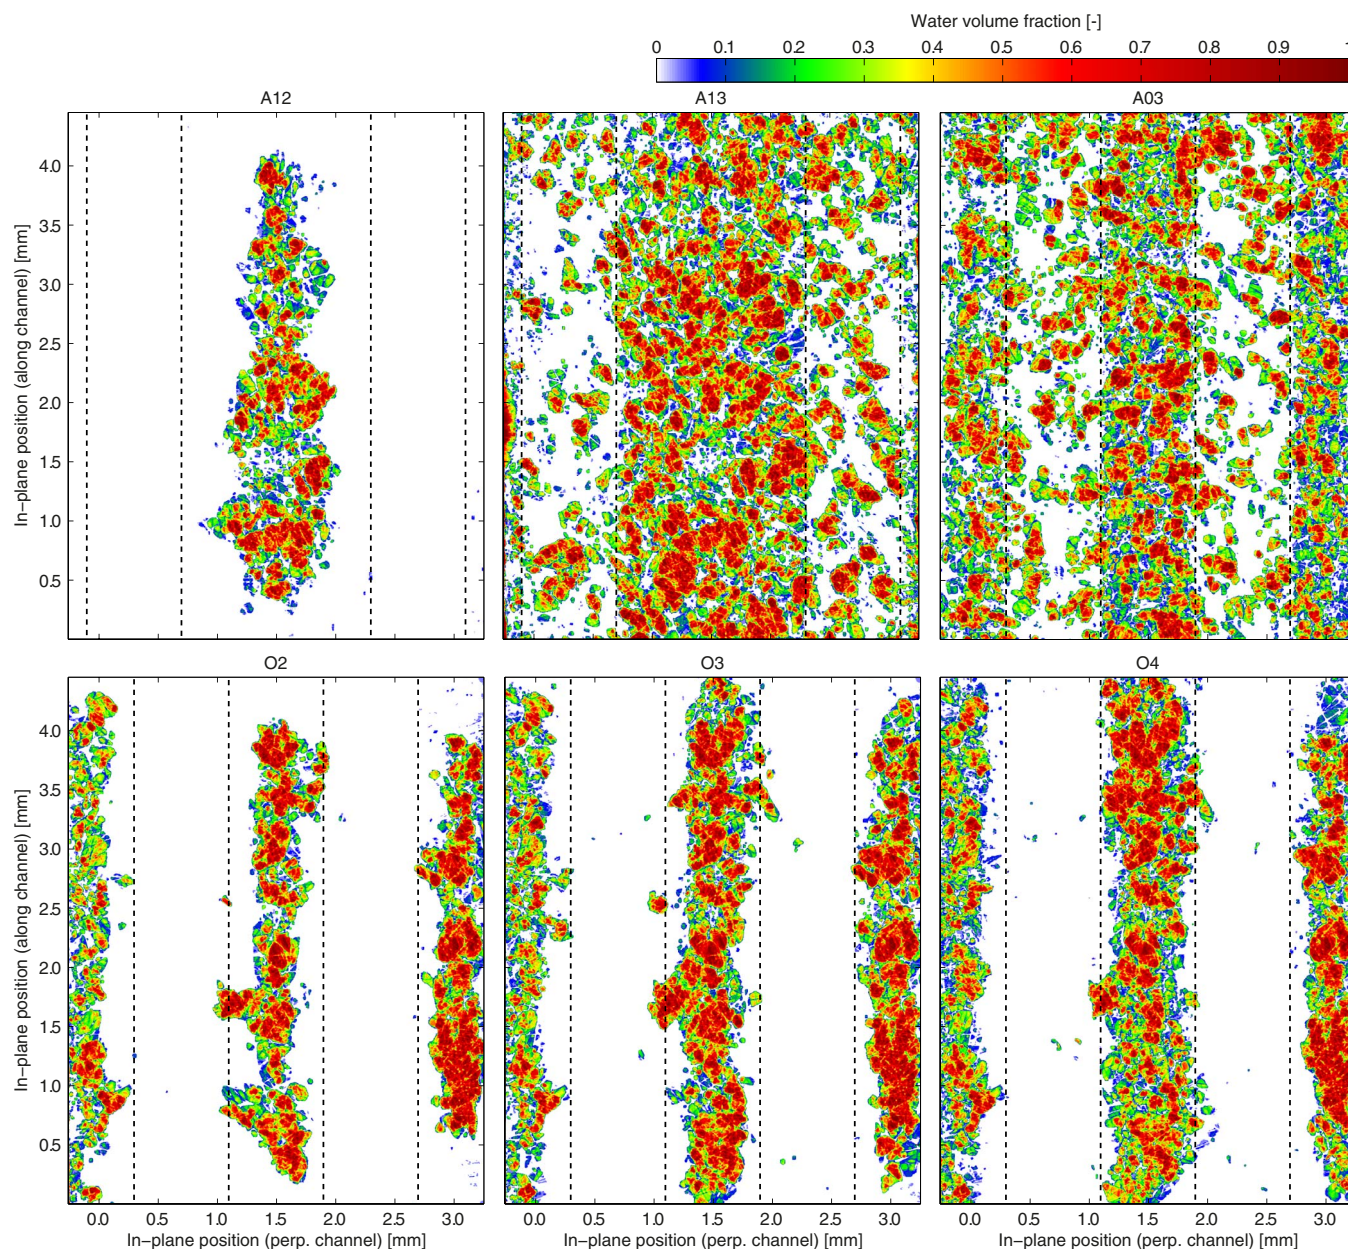 Water volume fraction [-]
0 0.1 0.2 0.3 0.4 0.5 0.6 0.7 0.8 0.9 1
A12 A13 A03
In-plane position (along channel) [mm]
4.0
3.5
3.0
2.5
2.0
1.5
1.0
0.5
O2 O3 O4
In-plane position (along channel) [mm]
4.0
3.5
3.0
2.5
2.0
1.5
1.0
0.5
0.0 0.5 1.0 1.5 2.0 2.5 3.0 0.0 0.5 1.0 1.5 2.0 2.5 3.0 0.0 0.5 1.0 1.5 2.0 2.5 3.0
In-plane position (perp. channel) [mm] In-plane position (perp. channel) [mm] In-plane position (perp. channel) [mm]